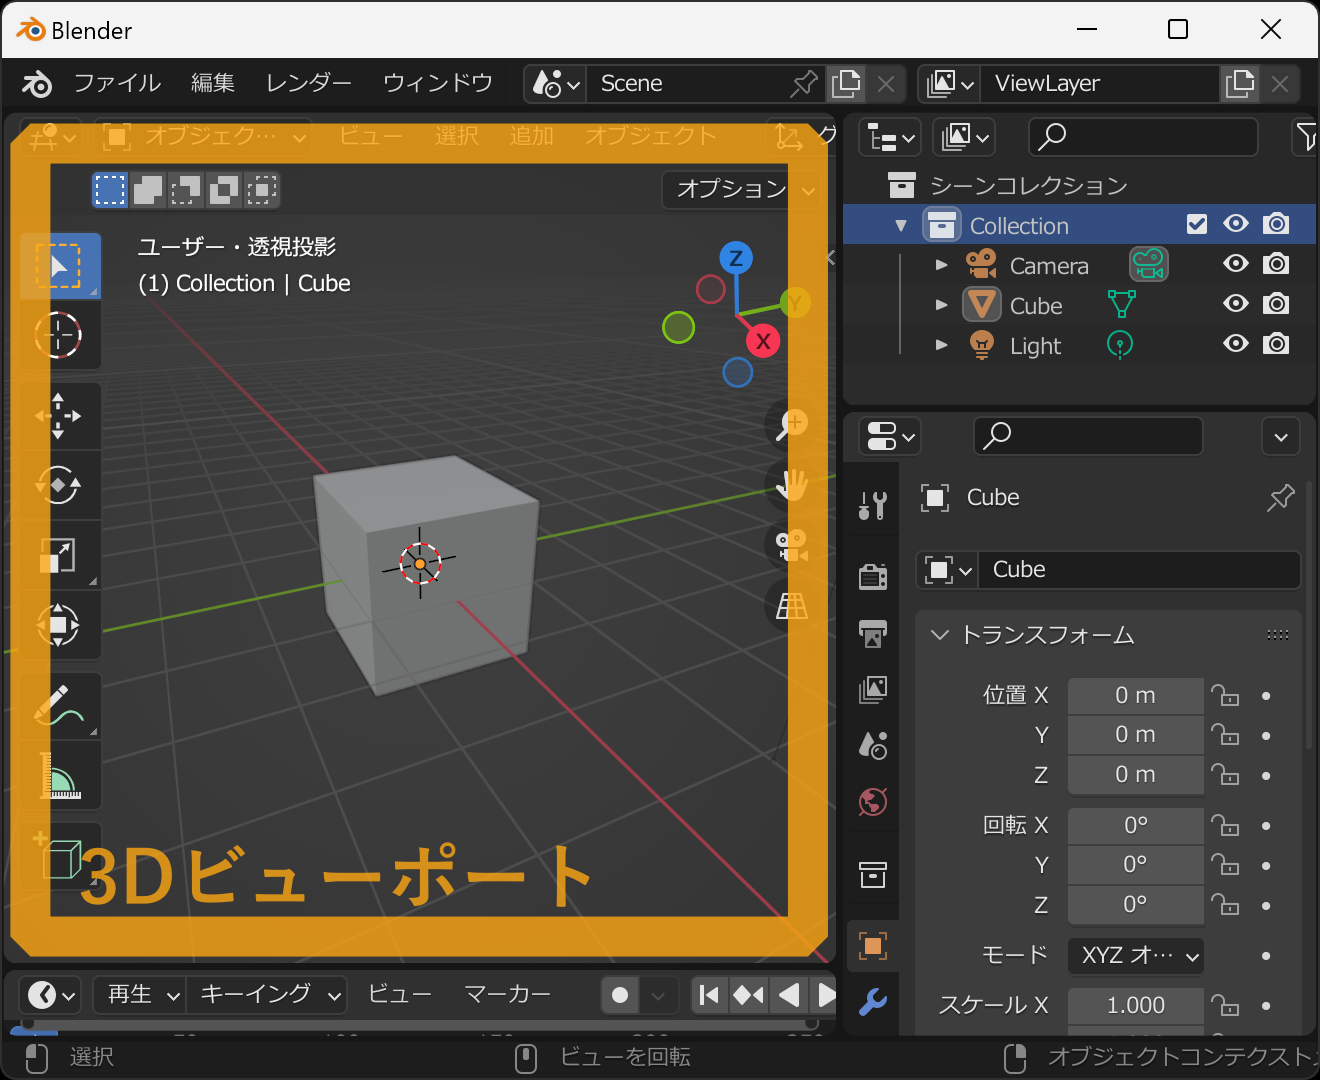 Blender
ファイル 編集 レンダー ウィンドウ Scene ViewLayer
オブジェク… ビュー 選択 追加 オブジェクト グ
オプション
ユーザー・透視投影
(1) Collection | Cube
Z
Y
X
3Dビューポート
シーンコレクション
Collection
Camera
Cube
Light
Cube
Cube
トランスフォーム
位置 X 0 m
Y 0 m
Z 0 m
回転 X 0°
Y 0°
Z 0°
モード XYZ オ…
スケール X 1.000
再生 キーイング ビュー マーカー
選択 ビューを回転 オブジェクトコンテクスト